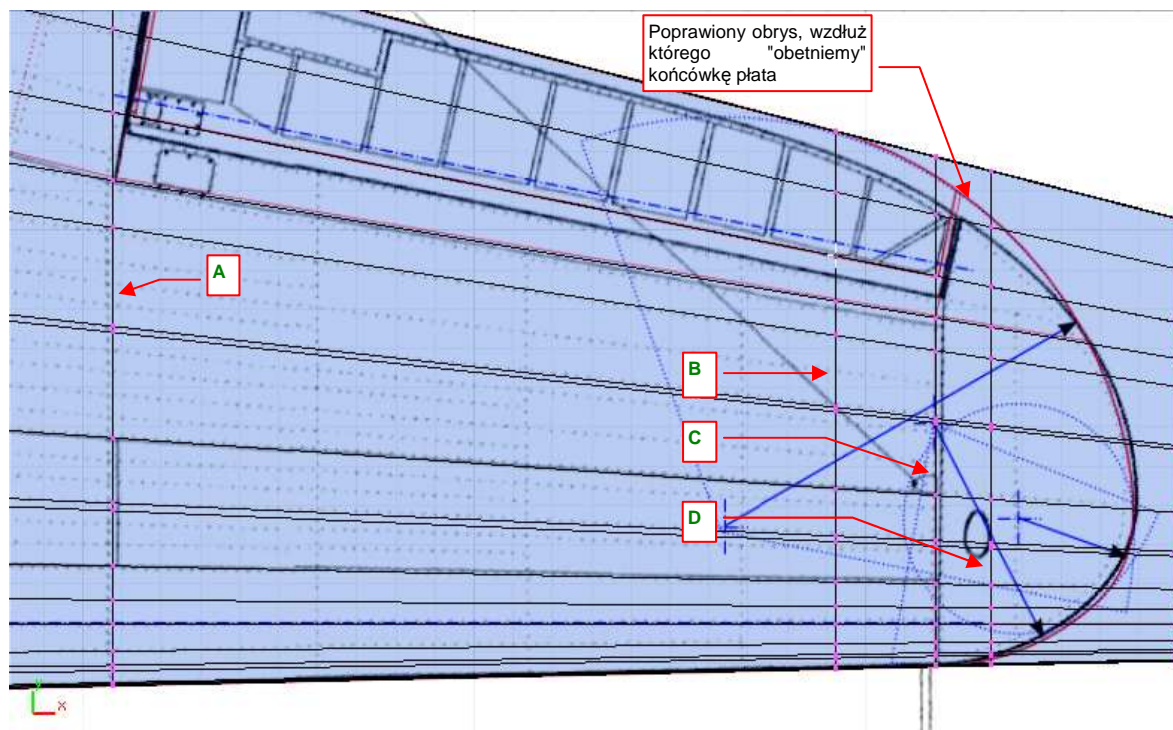 Poprawiony obrys, wzdłuż
którego "obetniemy"
końcówkę płata
A
B
C
D
y
x